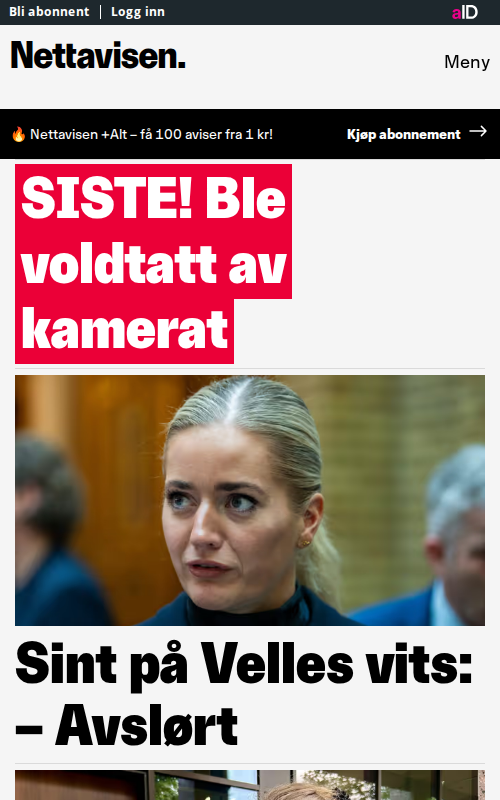 Bli abonnent | Logg inn
aID
Nettavisen.
Meny
🔥 Nettavisen +Alt – få 100 aviser fra 1 kr!
Kjøp abonnement →
SISTE! Ble
voldtatt av
kamerat
Sint på Velles vits:
– Avslørt